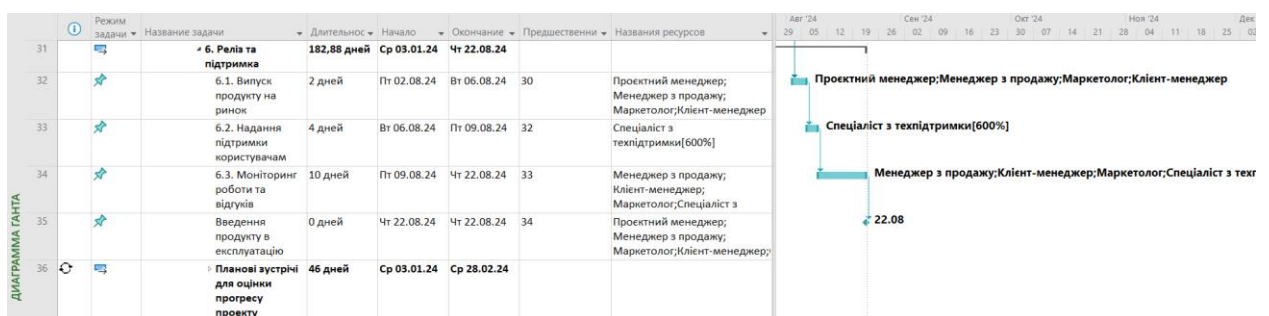 Режим
задачи Название задачи Длительнос Начало Окончание Предшественни Названия ресурсов
Авг '24 Сен '24 Окт '24 Ноя '24 Дек
29 05 12 19 26 02 09 16 23 30 07 14 21 28 04 11 18 25 02
31 6. Реліз та 182,88 дней Ср 03.01.24 Чт 22.08.24
підтримка
32 6.1. Випуск 2 дней Пт 02.08.24 Вт 06.08.24 30 Проєктний менеджер;
продукту на Менеджер з продажу;
ринок Маркетолог;Клієнт-менеджер
Проєктний менеджер;Менеджер з продажу;Маркетолог;Клієнт-менеджер
33 6.2. Надання 4 дней Вт 06.08.24 Пт 09.08.24 32 Спеціаліст з
підтримки техпідтримки[600%]
користувачам
Спеціаліст з техпідтримки[600%]
34 6.3. Моніторинг 10 дней Пт 09.08.24 Чт 22.08.24 33 Менеджер з продажу;
роботи та Клієнт-менеджер;
відгуків Маркетолог;Спеціаліст з
Менеджер з продажу;Клієнт-менеджер;Маркетолог;Спеціаліст з техп
35 Введення 0 дней Чт 22.08.24 Чт 22.08.24 34 Проєктний менеджер;
продукту в Менеджер з продажу;
експлуатацію Маркетолог;Клієнт-менеджер;
22.08
36 Планові зустрічі 46 дней Ср 03.01.24 Ср 28.02.24
для оцінки
прогресу
проекту
ДИАГРАММА ГАНТА